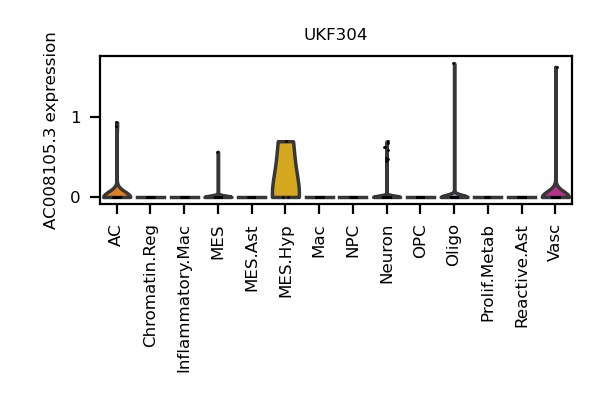 UKF304
AC008105.3 expression
1
0
AC
Chromatin.Reg
Inflammatory.Mac
MES
MES.Ast
MES.Hyp
Mac
NPC
Neuron
OPC
Oligo
Prolif.Metab
Reactive.Ast
Vasc